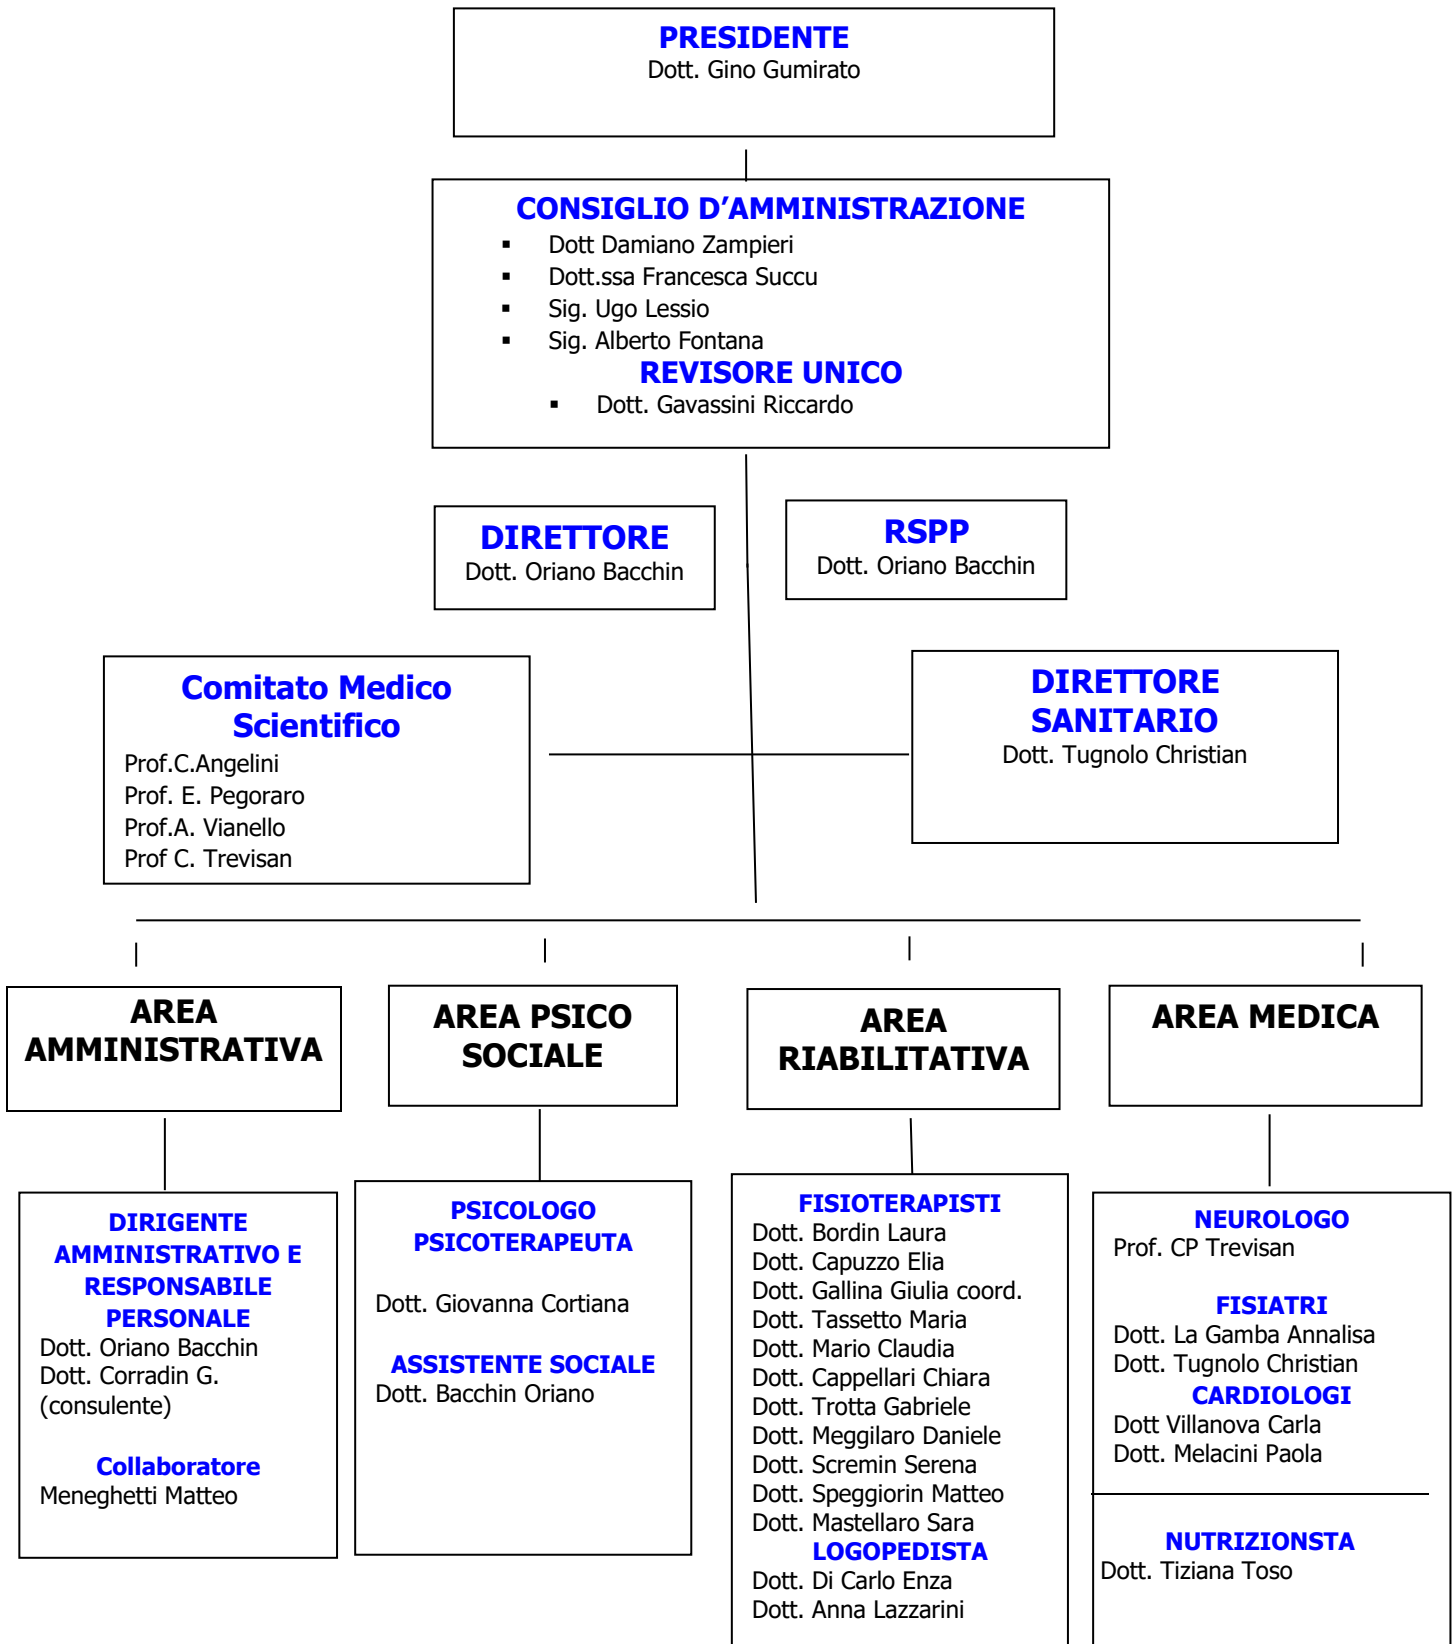 PRESIDENTE
Dott. Gino Gumirato
CONSIGLIO D'AMMINISTRAZIONE
▪ Dott Damiano Zampieri
▪ Dott.ssa Francesca Succu
▪ Sig. Ugo Lessio
▪ Sig. Alberto Fontana
REVISORE UNICO
▪ Dott. Gavassini Riccardo
DIRETTORE
Dott. Oriano Bacchin
RSPP
Dott. Oriano Bacchin
Comitato Medico
Scientifico
Prof.C.Angelini
Prof. E. Pegoraro
Prof.A. Vianello
Prof C. Trevisan
DIRETTORE
SANITARIO
Dott. Tugnolo Christian
AREA
AMMINISTRATIVA
AREA PSICO
SOCIALE
AREA
RIABILITATIVA
AREA MEDICA
DIRIGENTE
AMMINISTRATIVO E
RESPONSABILE
PERSONALE
Dott. Oriano Bacchin
Dott. Corradin G.
(consulente)
Collaboratore
Meneghetti Matteo
PSICOLOGO
PSICOTERAPEUTA
Dott. Giovanna Cortiana
ASSISTENTE SOCIALE
Dott. Bacchin Oriano
FISIOTERAPISTI
Dott. Bordin Laura
Dott. Capuzzo Elia
Dott. Gallina Giulia coord.
Dott. Tassetto Maria
Dott. Mario Claudia
Dott. Cappellari Chiara
Dott. Trotta Gabriele
Dott. Meggilaro Daniele
Dott. Scremin Serena
Dott. Speggiorin Matteo
Dott. Mastellaro Sara
LOGOPEDISTA
Dott. Di Carlo Enza
Dott. Anna Lazzarini
NEUROLOGO
Prof. CP Trevisan
FISIATRI
Dott. La Gamba Annalisa
Dott. Tugnolo Christian
CARDIOLOGI
Dott Villanova Carla
Dott. Melacini Paola
NUTRIZIONSTA
Dott. Tiziana Toso